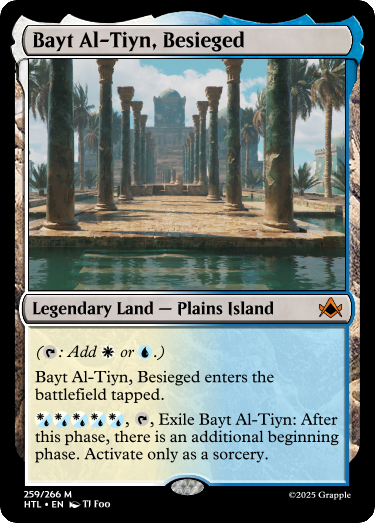 Bayt Al-Tiyn, Besieged
Legendary Land — Plains Island
(: Add or .)
Bayt Al-Tiyn, Besieged enters the
battlefield tapped.
, , Exile Bayt Al-Tiyn: After
this phase, there is an additional beginning
phase. Activate only as a sorcery.
259/266 M
HTL • EN TJ Foo
©2025 Grapple